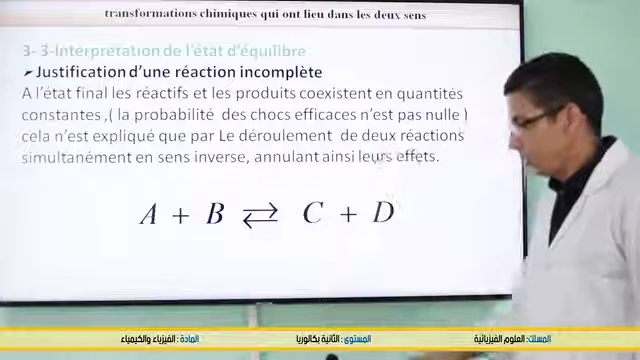 transformations chimiques qui ont lieu dans les deux sens
3- 3-Interprétation de l'état d'équilibre
➤ Justification d'une réaction incomplète
A l'état final les réactifs et les produits coexistent en quantités
constantes ,( la probabilité des chocs efficaces n'est pas nulle )
cela n'est expliqué que par Le déroulement de deux réactions
simultanément en sens inverse, annulant ainsi leurs effets.
A + B ⇄ C + D
المسلك: العلوم الفيزيائية المستوى : الثانية بكالوريا المادة : الفيزياء والكيمياء